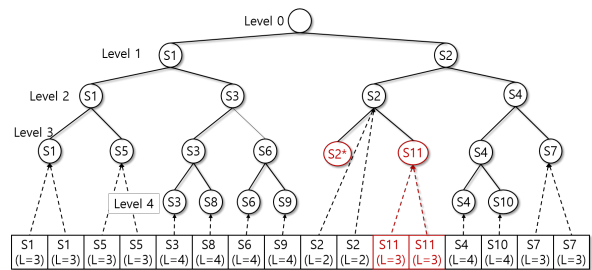 Level 0
Level 1
S1
S2
Level 2
S1
S3
S2
S4
Level 3
S1
S5
S3
S6
S2*
S11
S4
S7
Level 4
S3
S8
S6
S9
S4
S10
S1 S1 S5 S5 S3 S8 S6 S9 S2 S2 S11 S11 S4 S10 S7 S7
(L=3) (L=3) (L=3) (L=3) (L=4) (L=4) (L=4) (L=4) (L=2) (L=2) (L=3) (L=3) (L=4) (L=4) (L=3) (L=3)